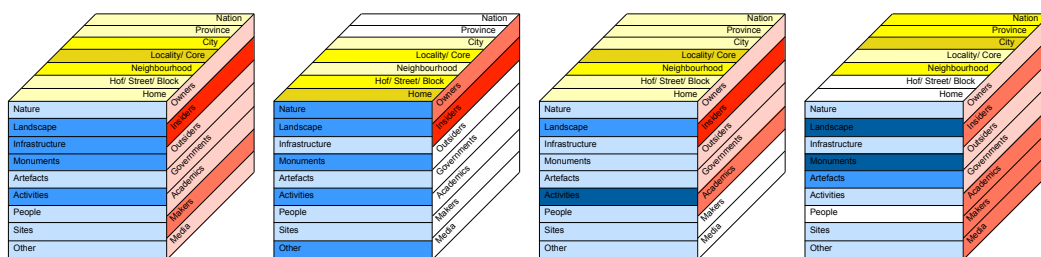 Nation
Province
City
Locality/ Core
Neighbourhood
Hof/ Street/ Block
Home
Owners
Insiders
Outsiders
Governments
Academics
Makers
Media
Nature
Landscape
Infrastructure
Monuments
Artefacts
Activities
People
Sites
Other
Nation
Province
City
Locality/ Core
Neighbourhood
Hof/ Street/ Block
Home
Owners
Insiders
Outsiders
Governments
Academics
Makers
Media
Nature
Landscape
Infrastructure
Monuments
Artefacts
Activities
People
Sites
Other
Nation
Province
City
Locality/ Core
Neighbourhood
Hof/ Street/ Block
Home
Owners
Insiders
Outsiders
Governments
Academics
Makers
Media
Nature
Landscape
Infrastructure
Monuments
Artefacts
Activities
People
Sites
Other
Nation
Province
City
Locality/ Core
Neighbourhood
Hof/ Street/ Block
Home
Owners
Insiders
Outsiders
Governments
Academics
Makers
Media
Nature
Landscape
Infrastructure
Monuments
Artefacts
Activities
People
Sites
Other